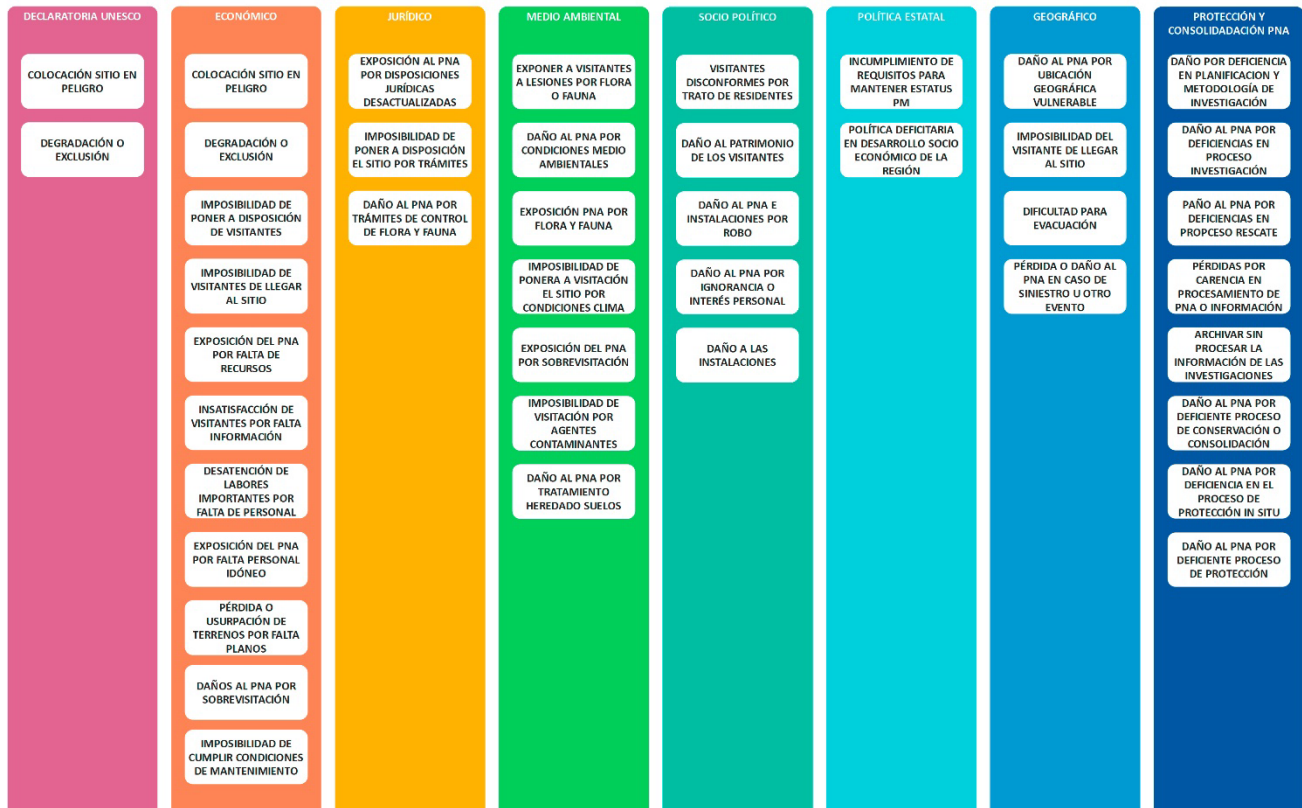 DECLARATORIA UNESCO
COLOCACIÓN SITIO EN
PELIGRO
DEGRADACIÓN O
EXCLUSIÓN
ECONÓMICO
COLOCACIÓN SITIO EN
PELIGRO
DEGRADACIÓN O
EXCLUSIÓN
IMPOSIBILIDAD DE
PONER A DISPOSICIÓN
DE VISITANTES
IMPOSIBILIDAD DE
VISITANTES DE LLEGAR
AL SITIO
EXPOSICIÓN DEL PNA
POR FALTA DE
RECURSOS
INSATISFACCIÓN DE
VISITANTES POR FALTA
INFORMACIÓN
DESATENCIÓN DE
LABORES
IMPORTANTES POR
FALTA DE PERSONAL
EXPOSICIÓN DEL PNA
POR FALTA PERSONAL
IDÓNEO
PÉRDIDA O
USURPACIÓN DE
TERRENOS POR FALTA
PLANOS
DAÑOS AL PNA POR
SOBREVISITACIÓN
IMPOSIBILIDAD DE
CUMPLIR CONDICIONES
DE MANTENIMIENTO
JURÍDICO
EXPOSICIÓN AL PNA
POR DISPOSICIONES
JURÍDICAS
DESACTUALIZADAS
IMPOSIBILIDAD DE
PONER A DISPOSICIÓN
EL SITIO POR TRÁMITES
DAÑO AL PNA POR
TRÁMITES DE CONTROL
DE FLORA Y FAUNA
MEDIO AMBIENTAL
EXPONER A VISITANTES
A LESIONES POR FLORA
O FAUNA
DAÑO AL PNA POR
CONDICIONES MEDIO
AMBIENTALES
EXPOSICIÓN PNA POR
FLORA Y FAUNA
IMPOSIBILIDAD DE
PONERA A VISITACIÓN
EL SITIO POR
CONDICIONES CLIMA
EXPOSICIÓN DEL PNA
POR SOBREVISITACIÓN
IMPOSIBILIDAD DE
VISITACIÓN POR
AGENTES
CONTAMINANTES
DAÑO AL PNA POR
TRATAMIENTO
HEREDADO SUELOS
SOCIO POLÍTICO
VISITANTES
DISCONFORMES POR
TRATO DE RESIDENTES
DAÑO AL PATRIMONIO
DE LOS VISITANTES
DAÑO AL PNA E
INSTALACIONES POR
ROBO
DAÑO AL PNA POR
IGNORANCIA O
INTERÉS PERSONAL
DAÑO A LAS
INSTALACIONES
POLÍTICA ESTATAL
INCUMPLIMIENTO DE
REQUISITOS PARA
MANTENER ESTATUS
PM
POLÍTICA DEFICITARIA
EN DESARROLLO SOCIO
ECONÓMICO DE LA
REGIÓN
GEOGRÁFICO
DAÑO AL PNA POR
UBICACIÓN
GEOGRÁFICA
VULNERABLE
IMPOSIBILIDAD DEL
VISITANTE DE LLEGAR
AL SITIO
DIFICULTAD PARA
EVACUACIÓN
PÉRDIDA O DAÑO AL
PNA EN CASO DE
SINIESTRO U OTRO
EVENTO
PROTECCIÓN Y
CONSOLIDADACIÓN PNA
DAÑO POR DEFICIENCIA
EN PLANIFICACION Y
METODOLOGÍA DE
INVESTIGACIÓN
DAÑO AL PNA POR
DEFICIENCIAS EN
PROCESO
INVESTIGACIÓN
PAÑO AL PNA POR
DEFICIENCIAS EN
PROPCESO RESCATE
PÉRDIDAS POR
CARENCIA EN
PROCESAMIENTO DE
PNA O INFORMACIÓN
ARCHIVAR SIN
PROCESAR LA
INFORMACIÓN DE LAS
INVESTIGACIONES
DAÑO AL PNA POR
DEFICIENTE PROCESO
DE CONSERVACIÓN O
CONSOLIDACIÓN
DAÑO AL PNA POR
DEFICIENCIA EN EL
PROCESO DE
PROTECCIÓN IN SITU
DAÑO AL PNA POR
DEFICIENTE PROCESO
DE PROTECCIÓN